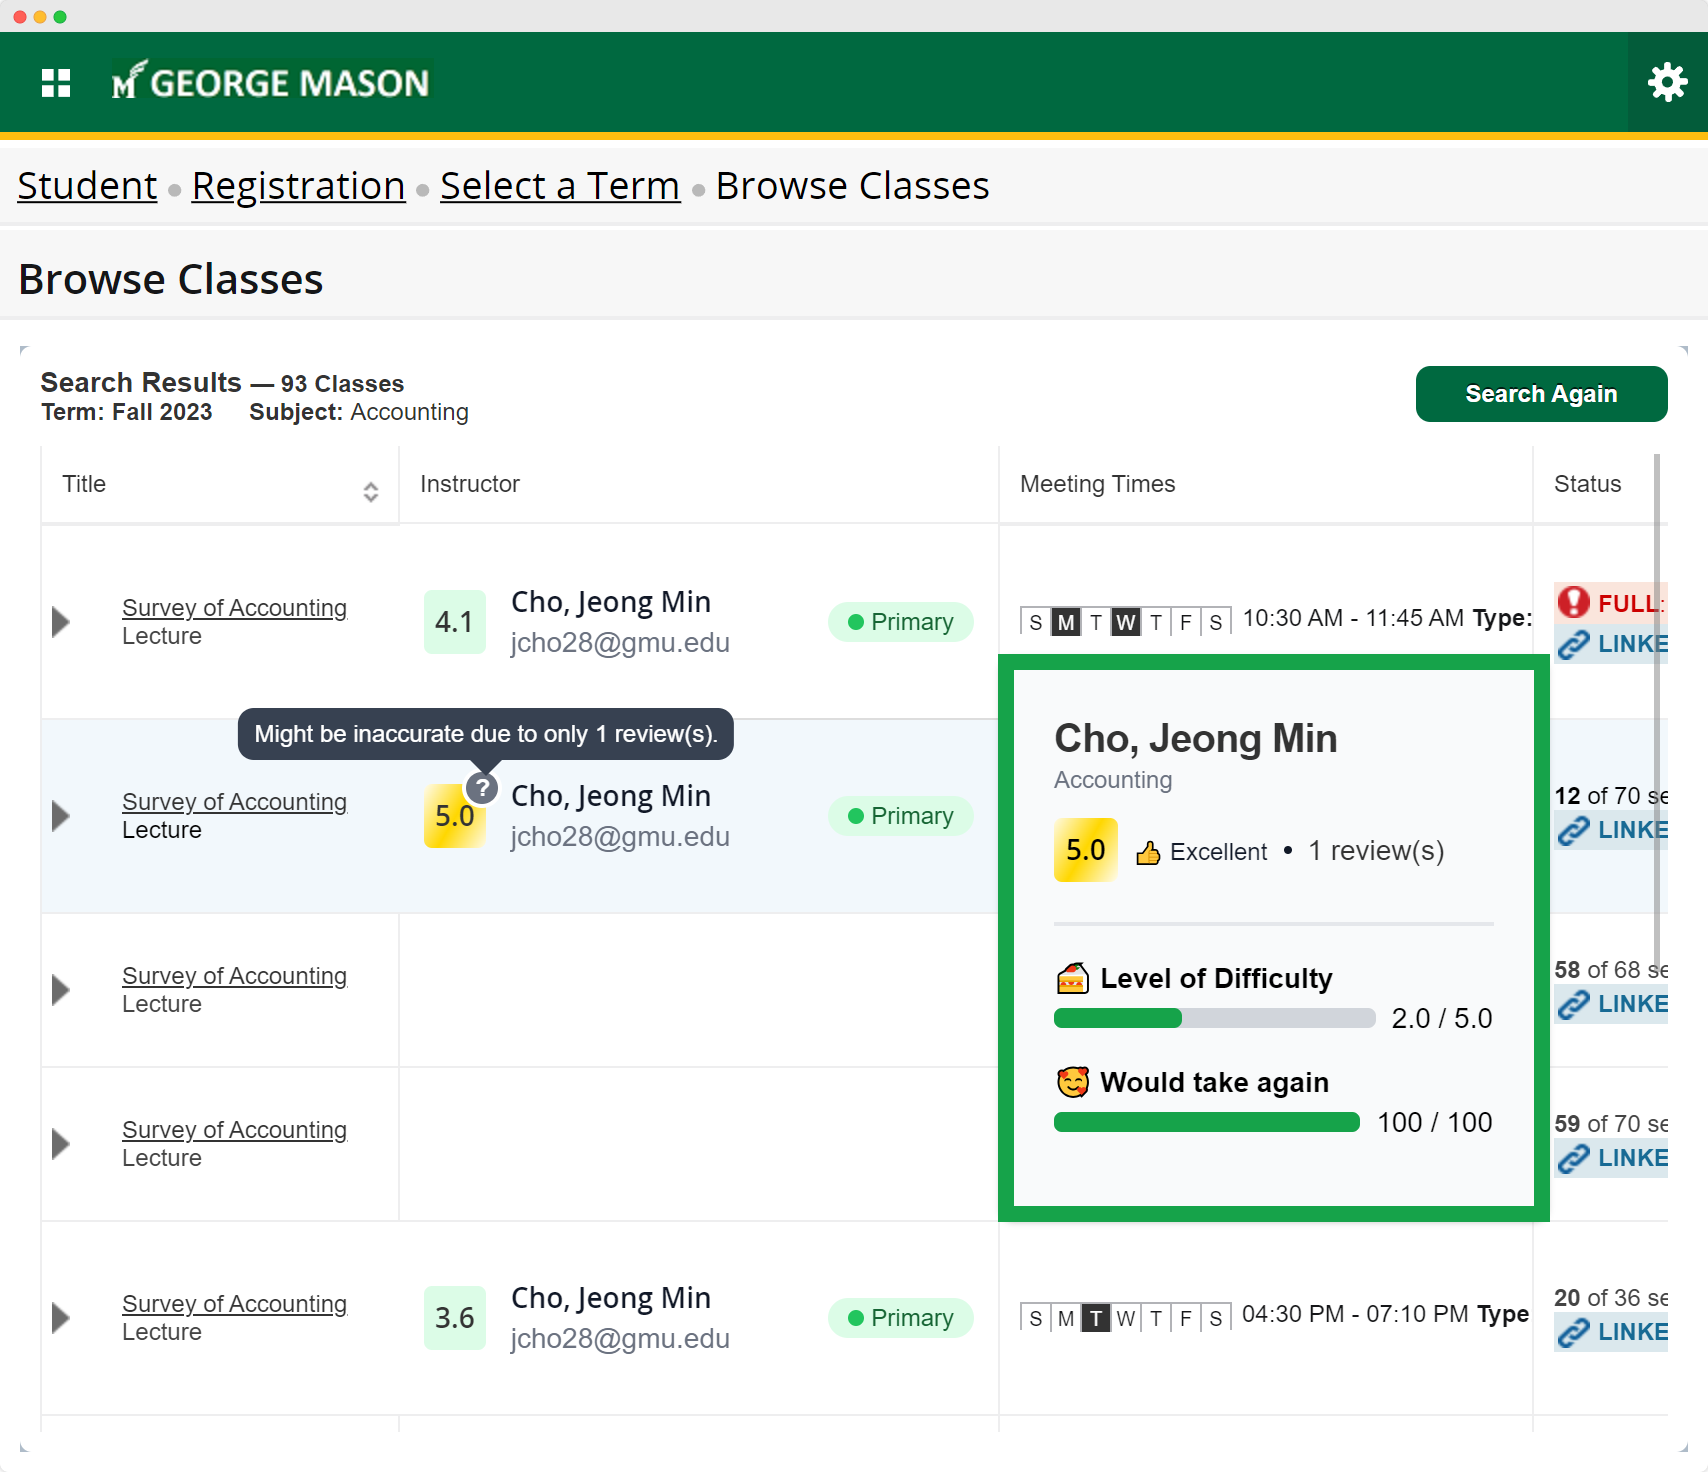 GEORGE MASON
Student • Registration • Select a Term • Browse Classes
Browse Classes
Search Results — 93 Classes
Term: Fall 2023 Subject: Accounting
Search Again
Title Instructor Meeting Times Status
Survey of Accounting
Lecture
4.1
Cho, Jeong Min
jcho28@gmu.edu
Primary
S M T W T F S 10:30 AM - 11:45 AM Type:
FULL:
LINKE
Might be inaccurate due to only 1 review(s).
Survey of Accounting
Lecture
5.0
?
Cho, Jeong Min
jcho28@gmu.edu
Primary
12 of 70 se
LINKE
Cho, Jeong Min
Accounting
5.0 Excellent • 1 review(s)
Level of Difficulty
2.0 / 5.0
Would take again
100 / 100
Survey of Accounting
Lecture
58 of 68 se
LINKE
Survey of Accounting
Lecture
59 of 70 se
LINKE
Survey of Accounting
Lecture
3.6
Cho, Jeong Min
jcho28@gmu.edu
Primary
S M T W T F S 04:30 PM - 07:10 PM Type
20 of 36 se
LINKE